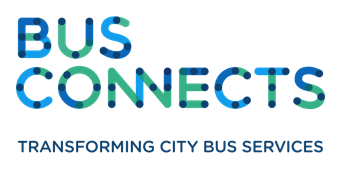 BUS
CONNECTS
TRANSFORMING CITY BUS SERVICES